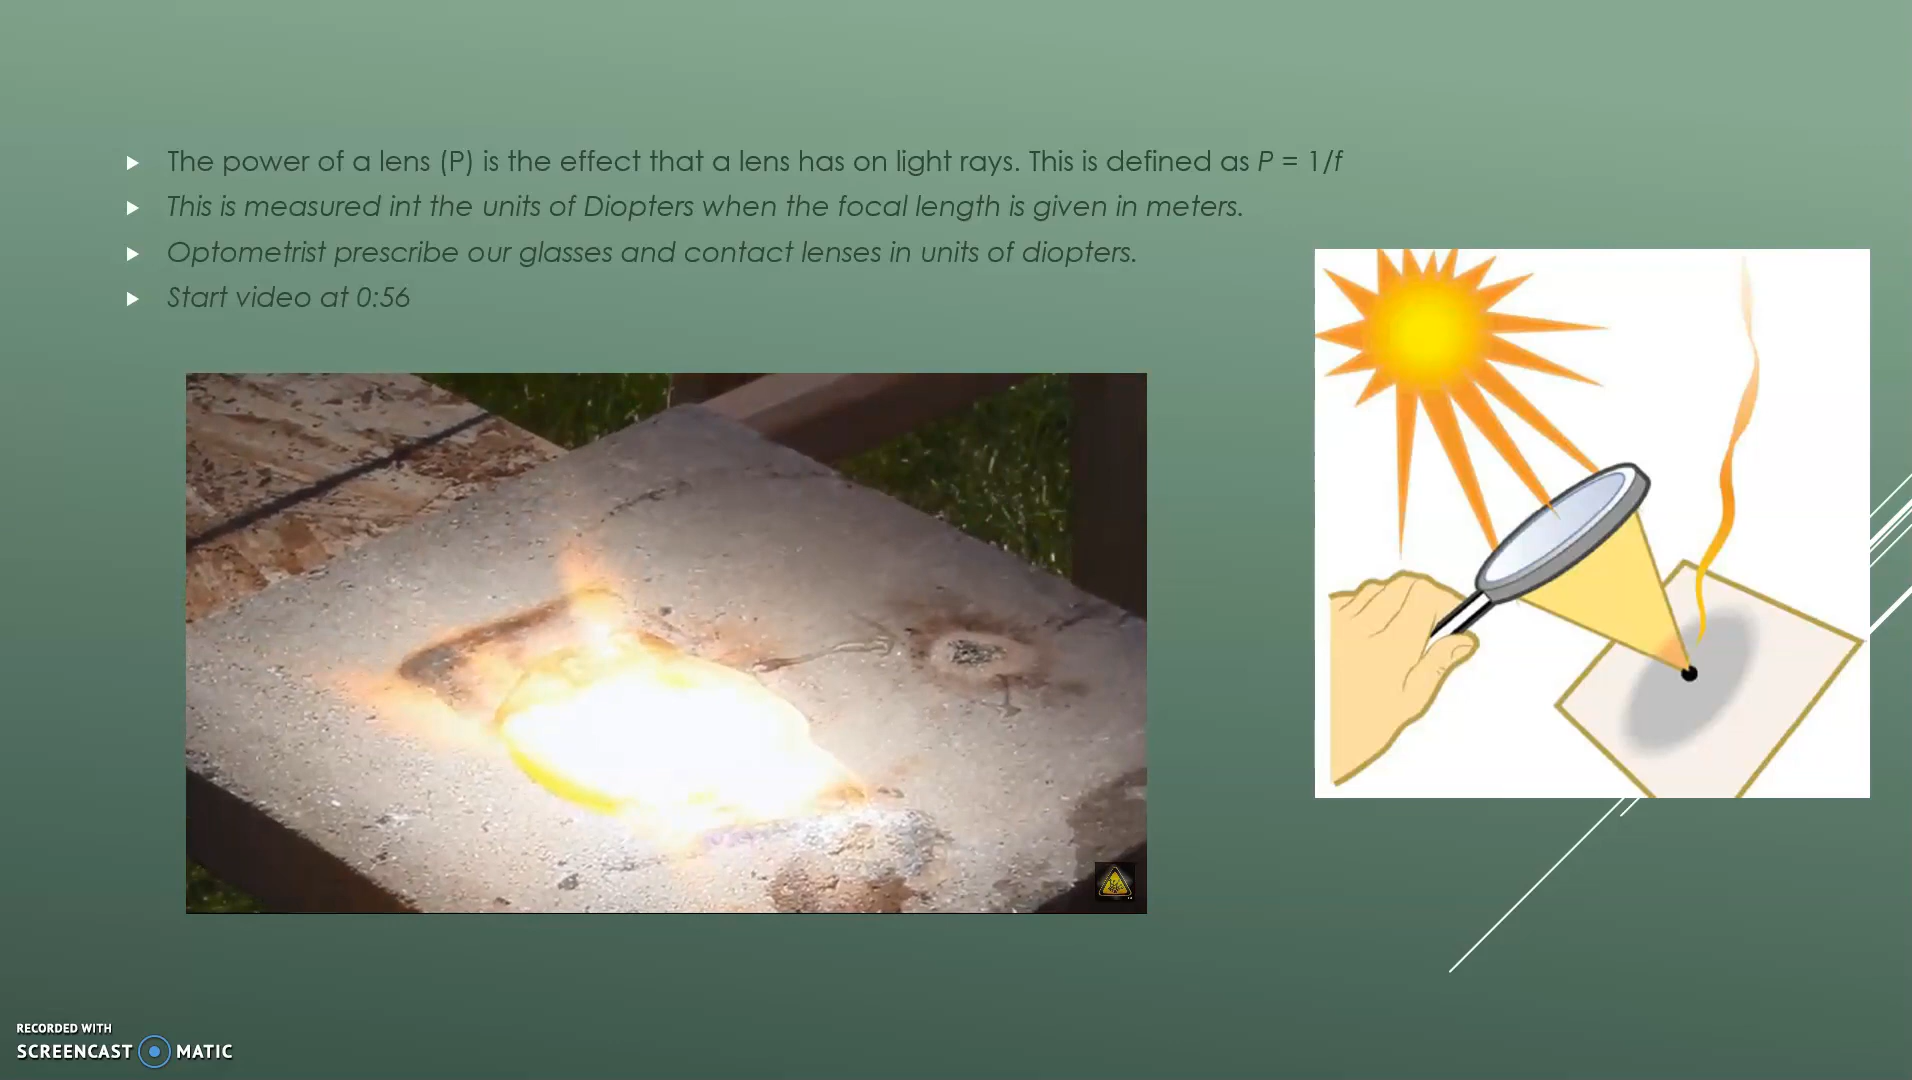 The power of a lens (P) is the effect that a lens has on light rays. This is defined as P = 1/f
This is measured int the units of Diopters when the focal length is given in meters.
Optometrist prescribe our glasses and contact lenses in units of diopters.
Start video at 0:56
RECORDED WITH
SCREENCAST MATIC